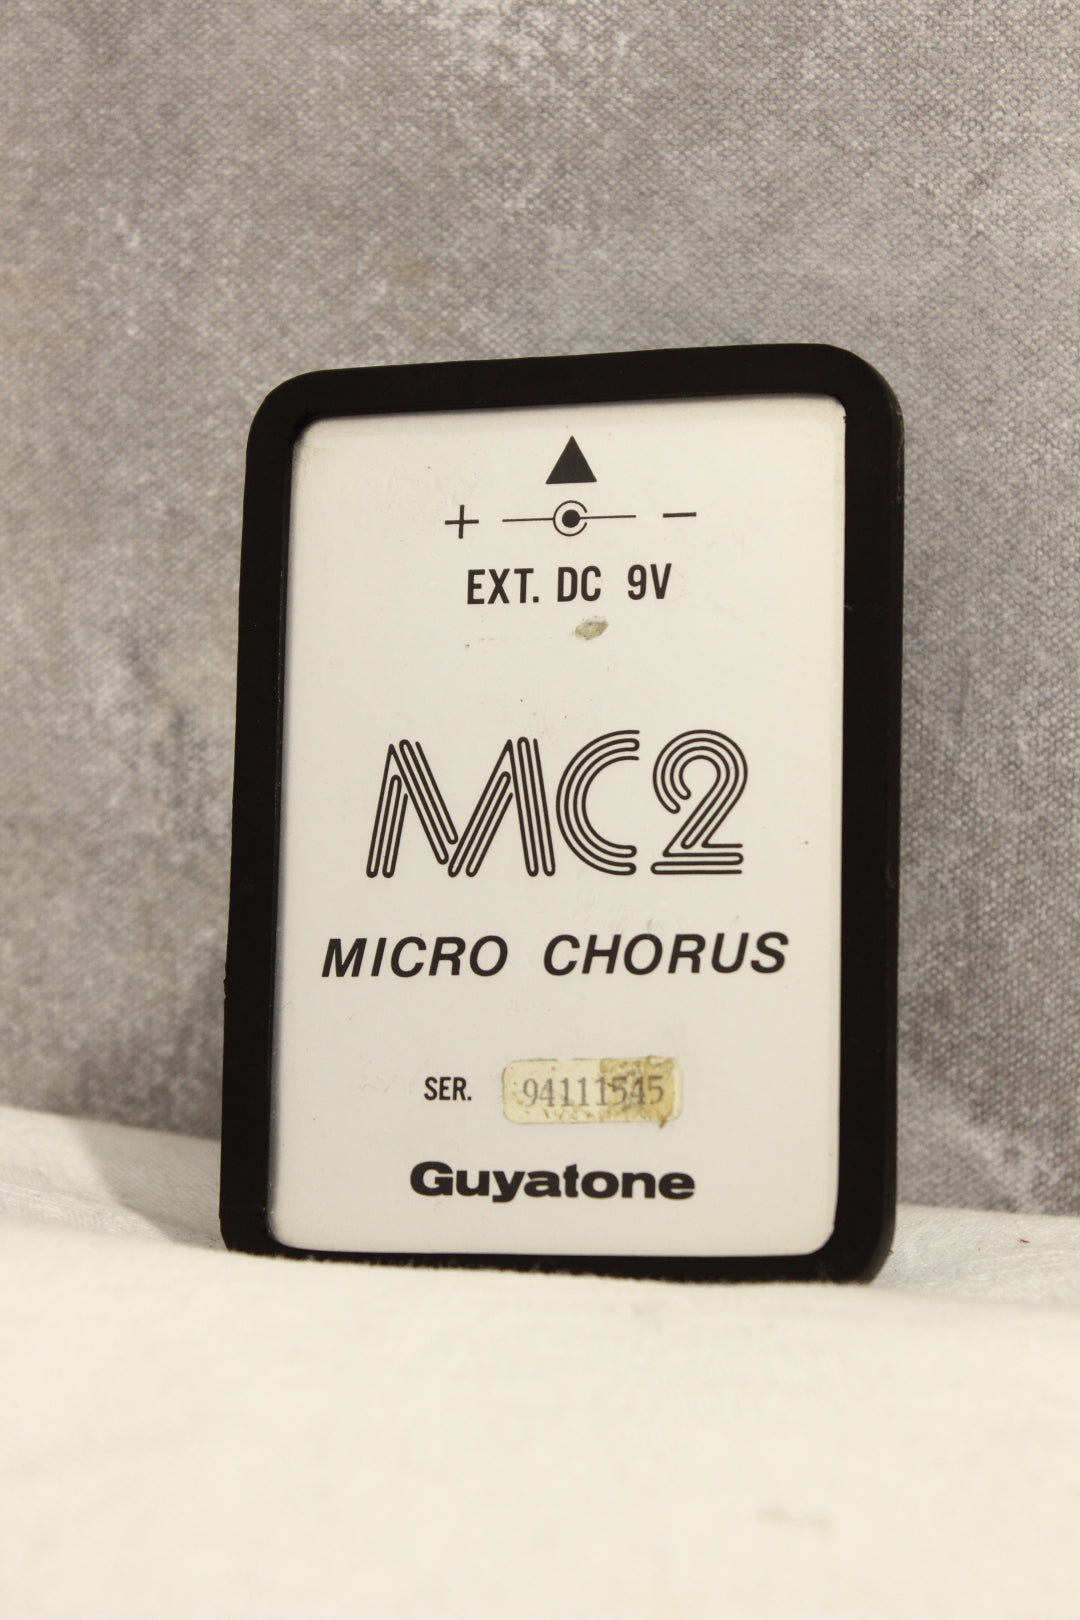 + −
EXT. DC 9V
MC2
MICRO CHORUS
SER. 94111545
Guyatone